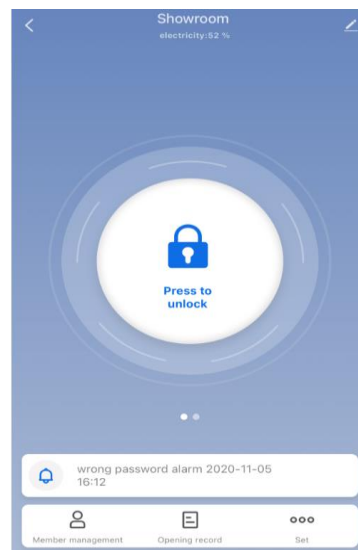 Showroom
electricity:52 %
Press to
unlock
wrong password alarm 2020-11-05
16:12
Member management
Opening record
Set